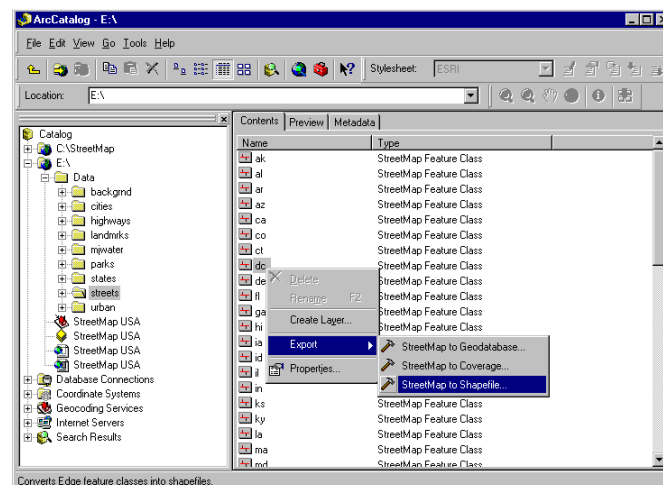 ArcCatalog - E:\
File Edit View Go Tools Help
Stylesheet: ESRI
Location: E:\
Contents Preview Metadata
Catalog
C:\StreetMap
E:\
Data
backgrnd
cities
highways
landmrks
mjwater
parks
states
streets
urban
StreetMap USA
StreetMap USA
StreetMap USA
StreetMap USA
Database Connections
Coordinate Systems
Geocoding Services
Internet Servers
Search Results
Name Type
ak StreetMap Feature Class
al StreetMap Feature Class
ar StreetMap Feature Class
az StreetMap Feature Class
ca StreetMap Feature Class
co StreetMap Feature Class
ct StreetMap Feature Class
dc StreetMap Feature Class
de StreetMap Feature Class
fl StreetMap Feature Class
ga StreetMap Feature Class
hi StreetMap Feature Class
ia
id
il
in
ks StreetMap Feature Class
ky StreetMap Feature Class
la StreetMap Feature Class
ma StreetMap Feature Class
md StreetMap Feature Class
Delete
Rename F2
Create Layer...
Export
Properties...
StreetMap to Geodatabase...
StreetMap to Coverage...
StreetMap to Shapefile...
Converts Edge feature classes into shapefiles.